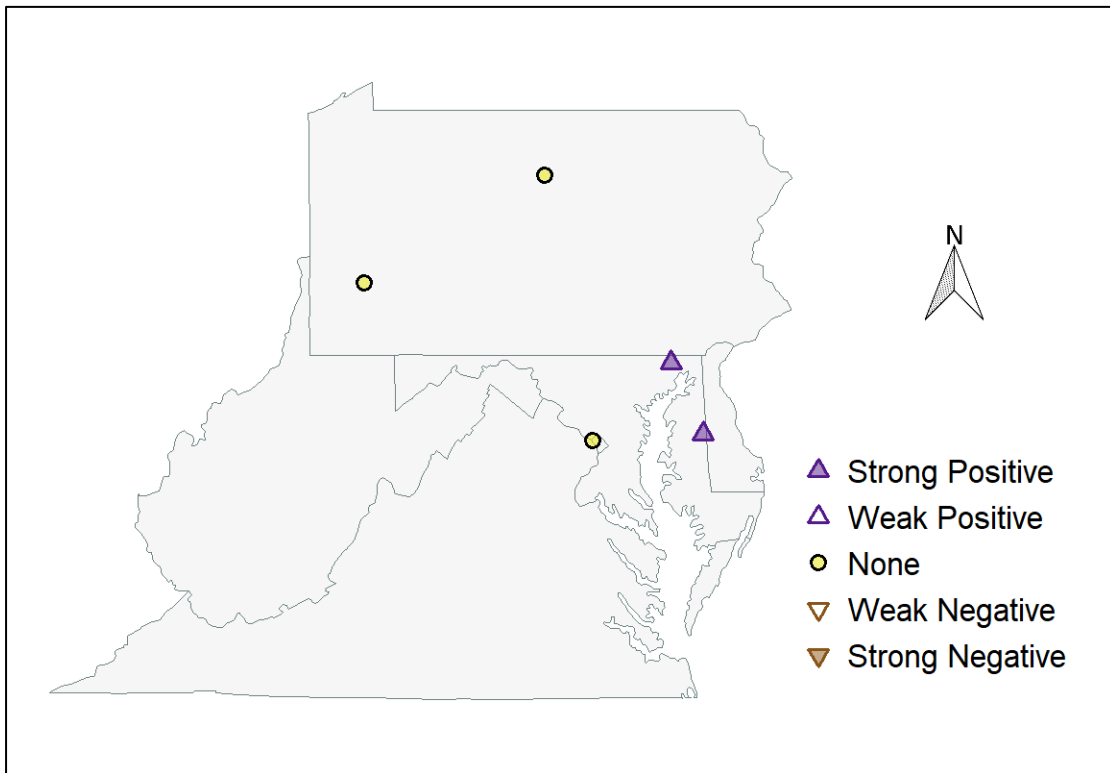 N
Strong Positive
Weak Positive
None
Weak Negative
Strong Negative